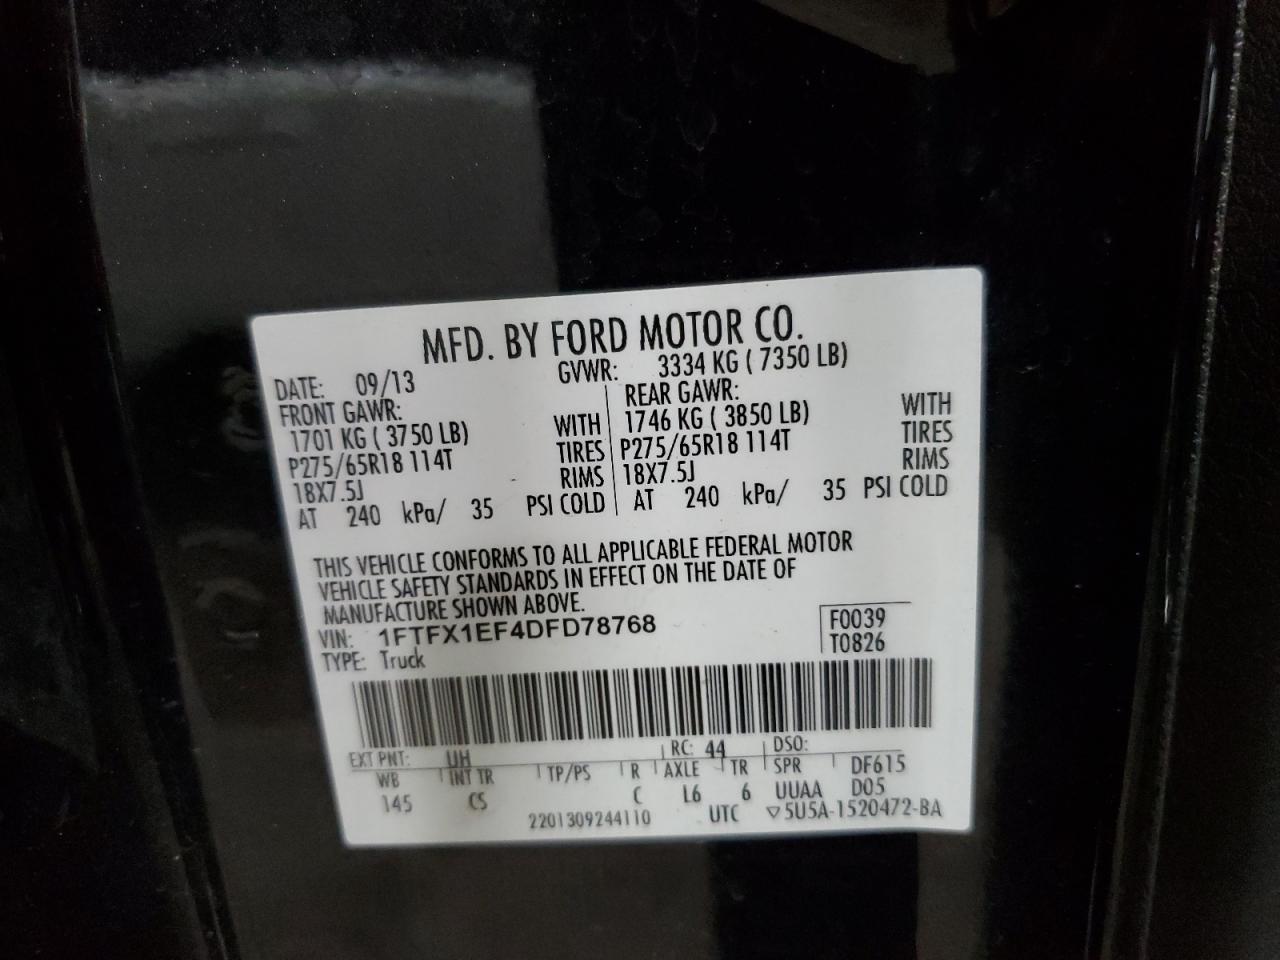 MFD. BY FORD MOTOR CO.
DATE: 09/13 GVWR: 3334 KG ( 7350 LB)
FRONT GAWR: REAR GAWR:
1701 KG ( 3750 LB) WITH 1746 KG ( 3850 LB) WITH
P275/65R18 114T TIRES P275/65R18 114T TIRES
18X7.5J RIMS 18X7.5J RIMS
AT 240 kPa/ 35 PSI COLD AT 240 kPa/ 35 PSI COLD
THIS VEHICLE CONFORMS TO ALL APPLICABLE FEDERAL MOTOR
VEHICLE SAFETY STANDARDS IN EFFECT ON THE DATE OF
MANUFACTURE SHOWN ABOVE.
VIN: 1FTFX1EF4DFD78768 F0039
TYPE: Truck T0826
EXT PNT: UH RC: 44 DSO:
WB INT TR TP/PS R AXLE TR SPR DF615
145 CS C L6 6 UUAA D05
2201309244110 UTC ▽5U5A-1520472-BA